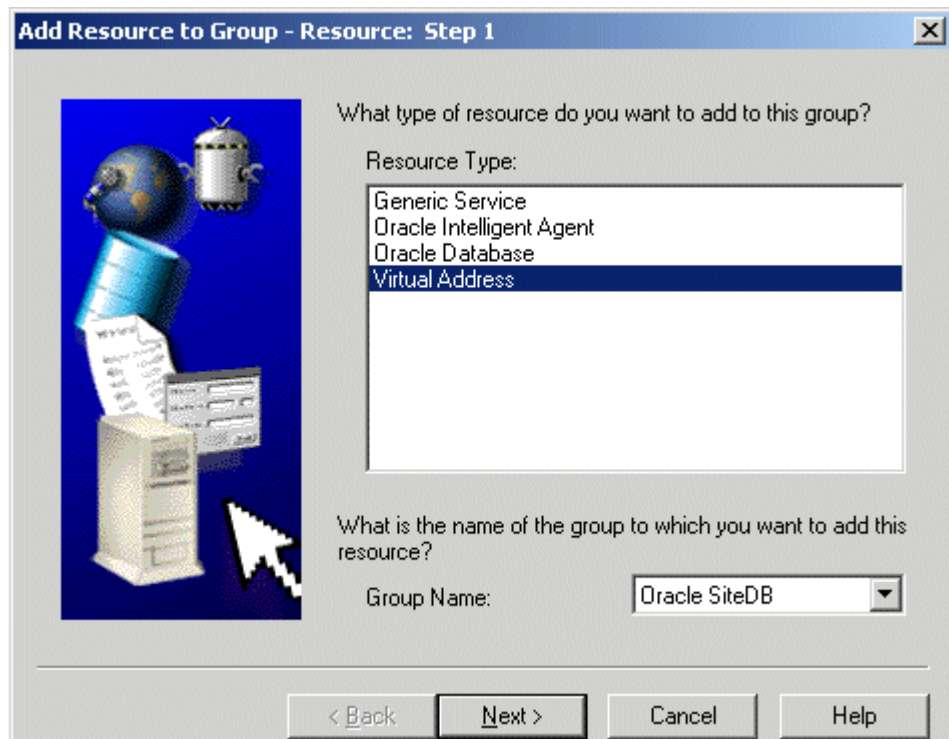 Add Resource to Group - Resource: Step 1
What type of resource do you want to add to this group?
Resource Type:
Generic Service
Oracle Intelligent Agent
Oracle Database
Virtual Address
What is the name of the group to which you want to add this
resource?
Group Name:
Oracle SiteDB
< Back
Next >
Cancel
Help